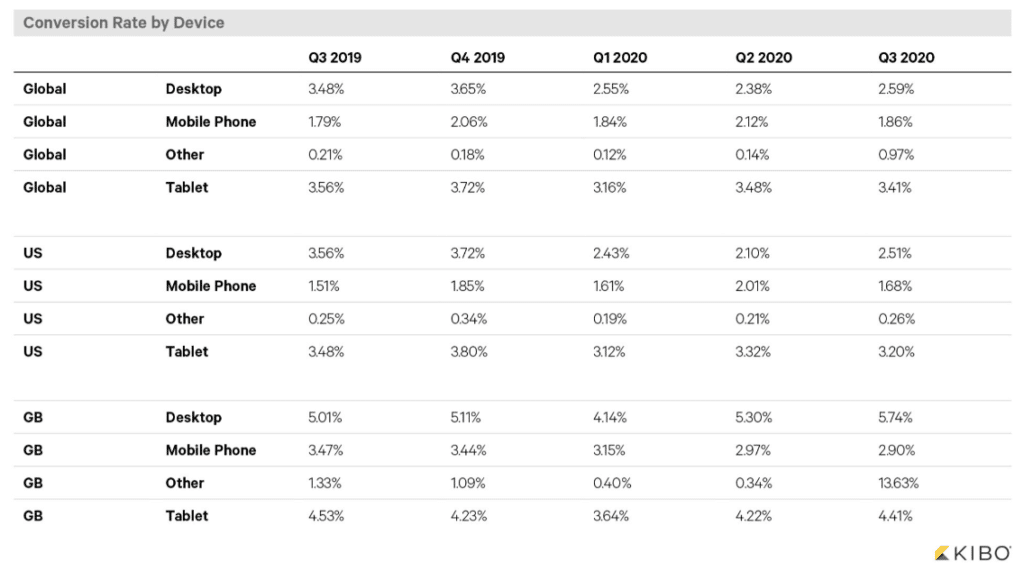 Conversion Rate by Device
Q3 2019 Q4 2019 Q1 2020 Q2 2020 Q3 2020
Global Desktop 3.48% 3.65% 2.55% 2.38% 2.59%
Global Mobile Phone 1.79% 2.06% 1.84% 2.12% 1.86%
Global Other 0.21% 0.18% 0.12% 0.14% 0.97%
Global Tablet 3.56% 3.72% 3.16% 3.48% 3.41%
US Desktop 3.56% 3.72% 2.43% 2.10% 2.51%
US Mobile Phone 1.51% 1.85% 1.61% 2.01% 1.68%
US Other 0.25% 0.34% 0.19% 0.21% 0.26%
US Tablet 3.48% 3.80% 3.12% 3.32% 3.20%
GB Desktop 5.01% 5.11% 4.14% 5.30% 5.74%
GB Mobile Phone 3.47% 3.44% 3.15% 2.97% 2.90%
GB Other 1.33% 1.09% 0.40% 0.34% 13.63%
GB Tablet 4.53% 4.23% 3.64% 4.22% 4.41%
KIBO